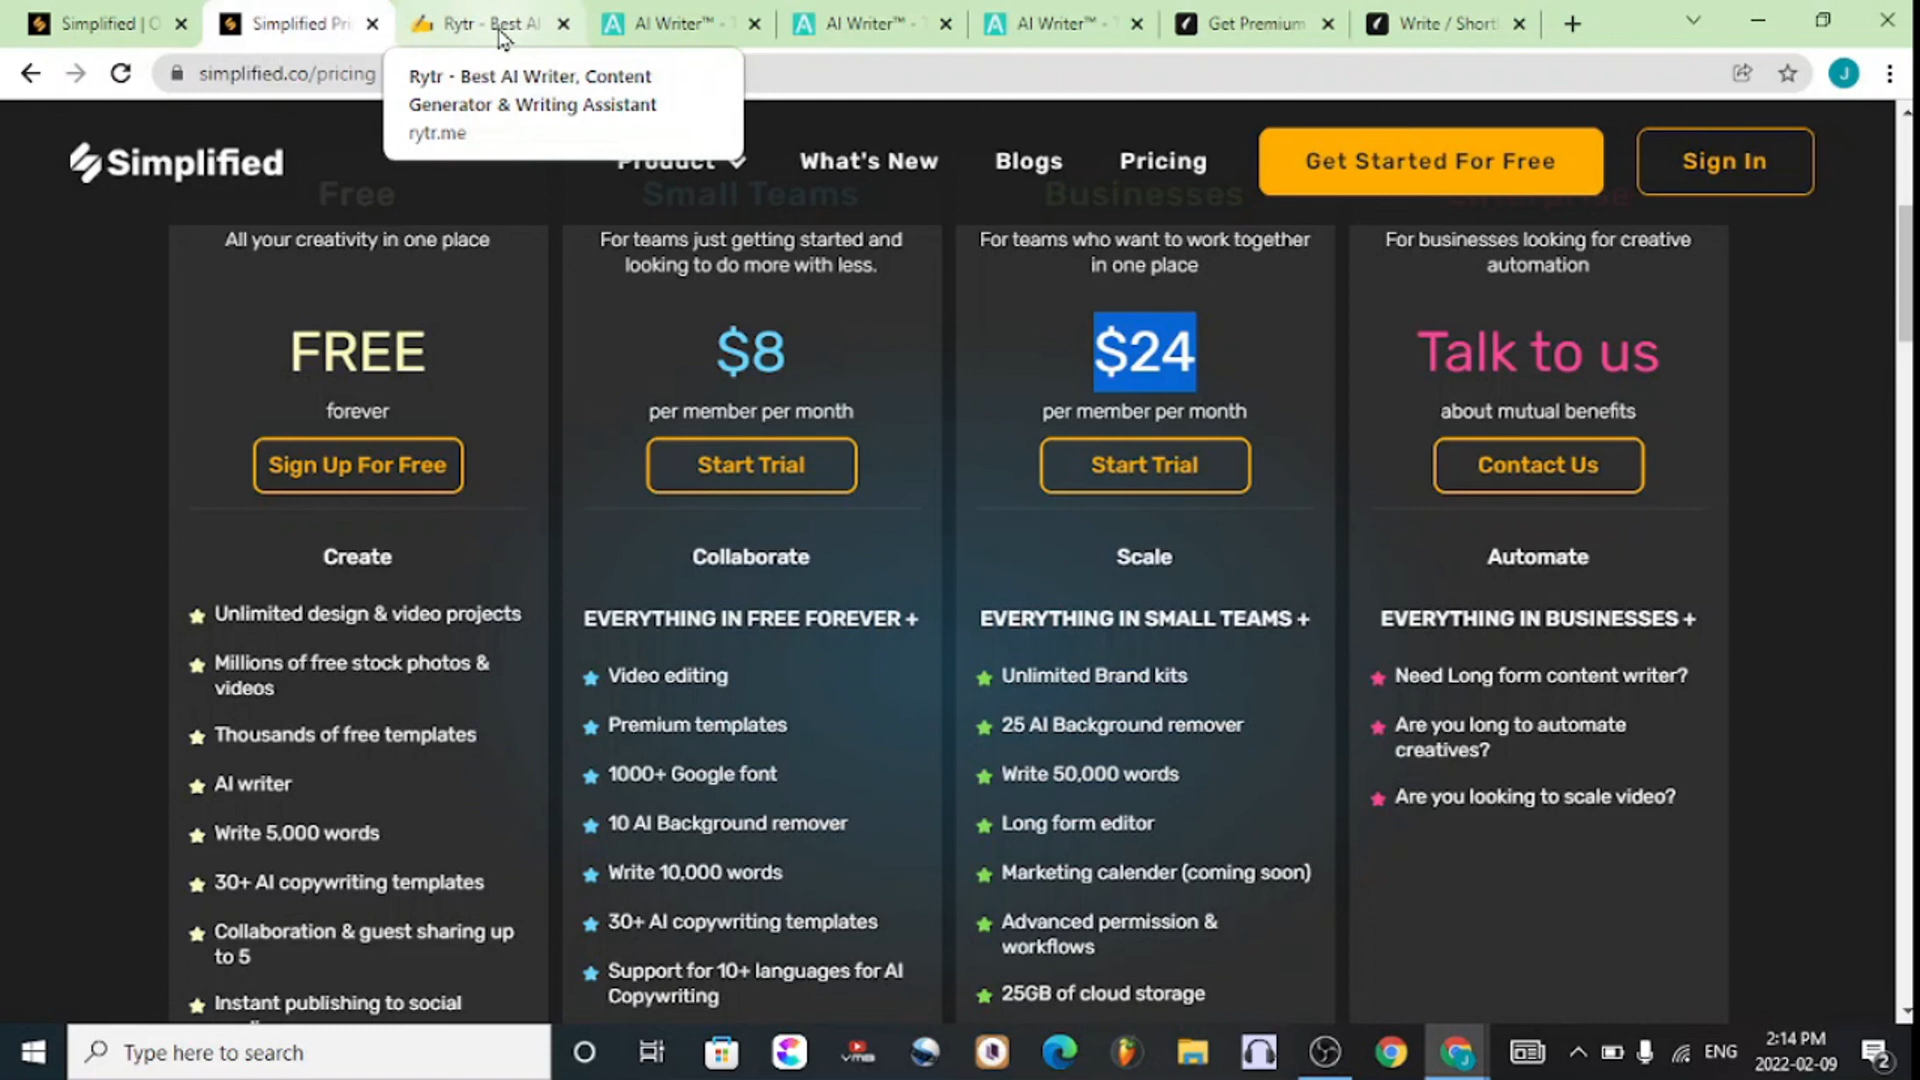 Simplified | O
Simplified Pri
Rytr - Best AI
AI Writer™ - T
AI Writer™ - T
AI Writer™ - T
Get Premium
Write / Short
simplified.co/pricing
J
Rytr - Best AI Writer, Content
Generator & Writing Assistant
rytr.me
Simplified
Product
What's New
Blogs
Pricing
Get Started For Free
Sign In
Free
All your creativity in one place
FREE
forever
Sign Up For Free
Create
Unlimited design & video projects
Millions of free stock photos &
videos
Thousands of free templates
AI writer
Write 5,000 words
30+ AI copywriting templates
Collaboration & guest sharing up
to 5
Instant publishing to social
Small Teams
For teams just getting started and
looking to do more with less.
$8
per member per month
Start Trial
Collaborate
EVERYTHING IN FREE FOREVER +
Video editing
Premium templates
1000+ Google font
10 AI Background remover
Write 10,000 words
30+ AI copywriting templates
Support for 10+ languages for AI
Copywriting
Businesses
For teams who want to work together
in one place
$24
per member per month
Start Trial
Scale
EVERYTHING IN SMALL TEAMS +
Unlimited Brand kits
25 AI Background remover
Write 50,000 words
Long form editor
Marketing calender (coming soon)
Advanced permission &
workflows
25GB of cloud storage
For businesses looking for creative
automation
Talk to us
about mutual benefits
Contact Us
Automate
EVERYTHING IN BUSINESSES +
Need Long form content writer?
Are you long to automate
creatives?
Are you looking to scale video?
Type here to search
ENG
2:14 PM
2022-02-09
2